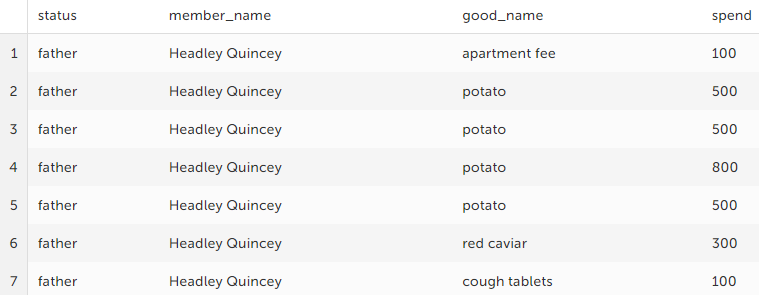 status member_name good_name spend
1 father Headley Quincey apartment fee 100
2 father Headley Quincey potato 500
3 father Headley Quincey potato 500
4 father Headley Quincey potato 800
5 father Headley Quincey potato 500
6 father Headley Quincey red caviar 300
7 father Headley Quincey cough tablets 100